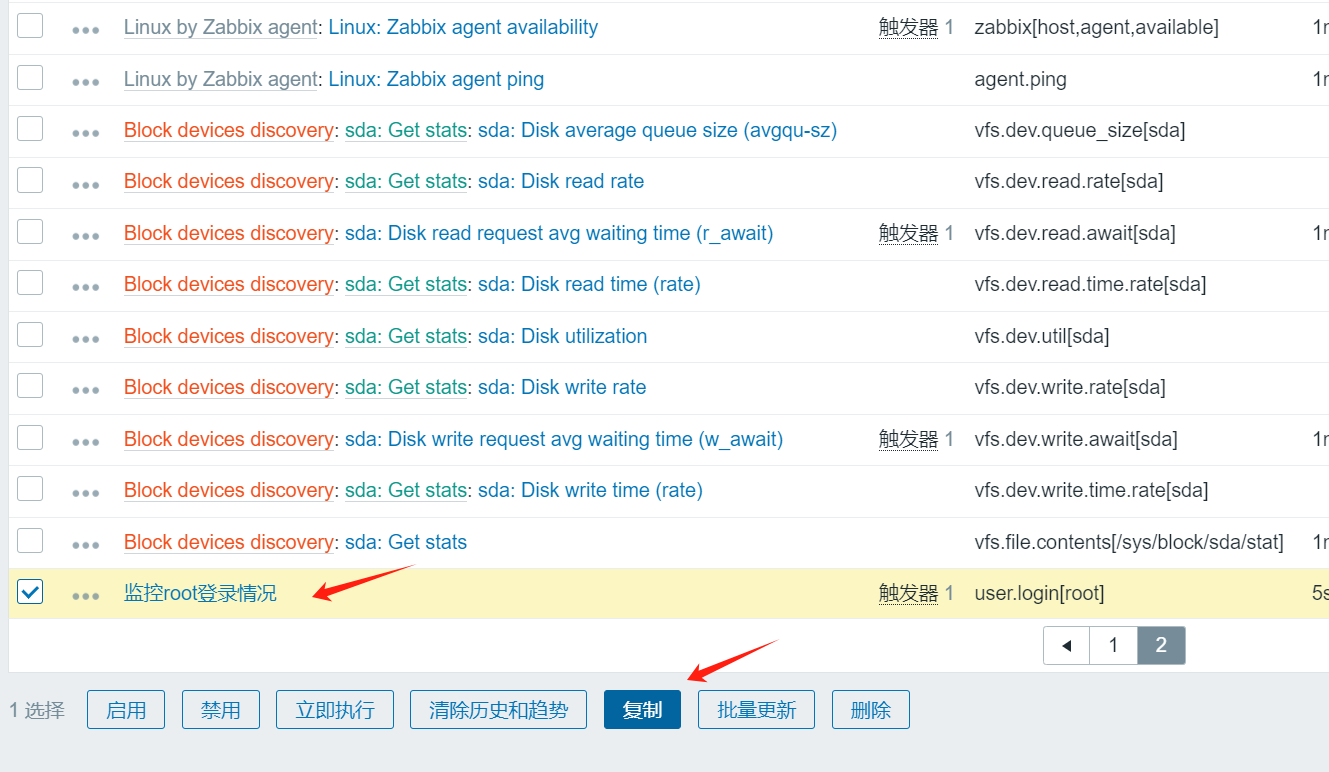 Linux by Zabbix agent: Linux: Zabbix agent availability 触发器 1 zabbix[host,agent,available]
Linux by Zabbix agent: Linux: Zabbix agent ping agent.ping
Block devices discovery: sda: Get stats: sda: Disk average queue size (avgqu-sz) vfs.dev.queue_size[sda]
Block devices discovery: sda: Get stats: sda: Disk read rate vfs.dev.read.rate[sda]
Block devices discovery: sda: Disk read request avg waiting time (r_await) 触发器 1 vfs.dev.read.await[sda]
Block devices discovery: sda: Get stats: sda: Disk read time (rate) vfs.dev.read.time.rate[sda]
Block devices discovery: sda: Get stats: sda: Disk utilization vfs.dev.util[sda]
Block devices discovery: sda: Get stats: sda: Disk write rate vfs.dev.write.rate[sda]
Block devices discovery: sda: Disk write request avg waiting time (w_await) 触发器 1 vfs.dev.write.await[sda]
Block devices discovery: sda: Get stats: sda: Disk write time (rate) vfs.dev.write.time.rate[sda]
Block devices discovery: sda: Get stats vfs.file.contents[/sys/block/sda/stat]
监控root登录情况 触发器 1 user.login[root]
1 2
1 选择 启用 禁用 立即执行 清除历史和趋势 复制 批量更新 删除